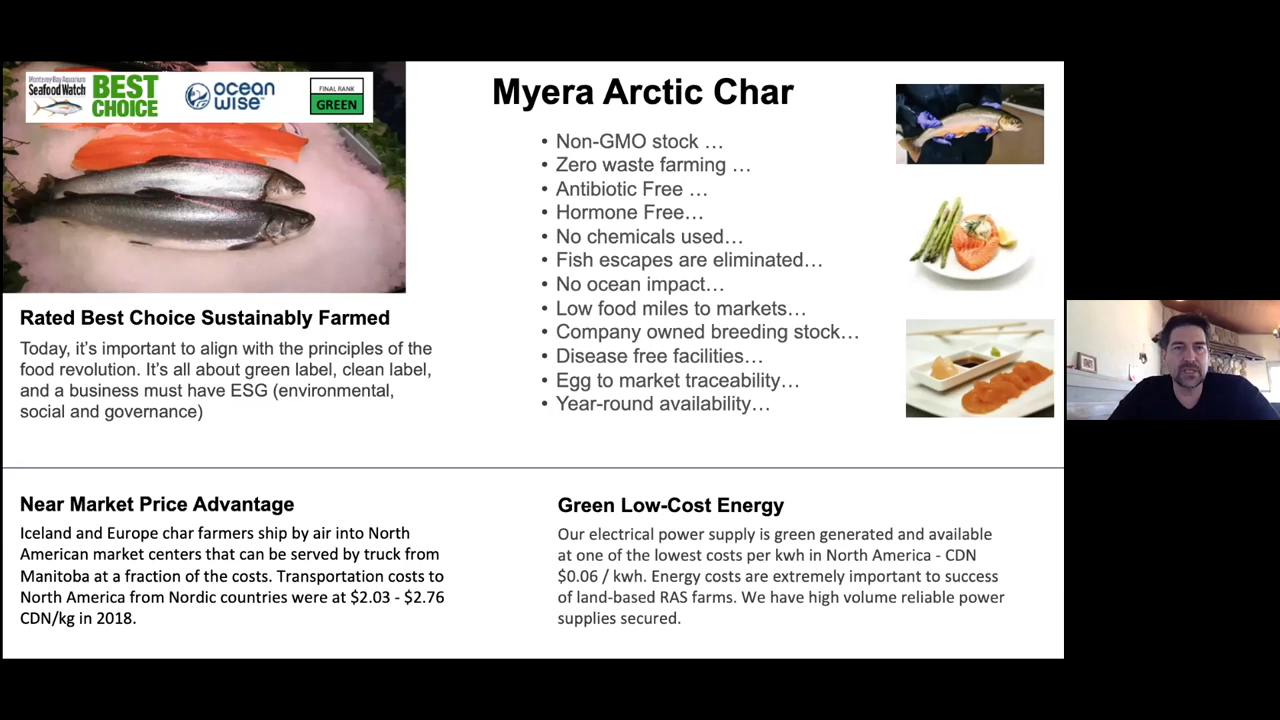 Monterey Bay Aquarium
Seafood Watch
BEST
CHOICE
ocean
wise™
FINAL RANK
GREEN
Myera Arctic Char
• Non-GMO stock …
• Zero waste farming …
• Antibiotic Free …
• Hormone Free…
• No chemicals used…
• Fish escapes are eliminated…
• No ocean impact…
• Low food miles to markets…
• Company owned breeding stock…
• Disease free facilities…
• Egg to market traceability…
• Year-round availability…
Rated Best Choice Sustainably Farmed
Today, it’s important to align with the principles of the
food revolution. It’s all about green label, clean label,
and a business must have ESG (environmental,
social and governance)
Near Market Price Advantage
Iceland and Europe char farmers ship by air into North
American market centers that can be served by truck from
Manitoba at a fraction of the costs. Transportation costs to
North America from Nordic countries were at $2.03 - $2.76
CDN/kg in 2018.
Green Low-Cost Energy
Our electrical power supply is green generated and available
at one of the lowest costs per kwh in North America - CDN
$0.06 / kwh. Energy costs are extremely important to success
of land-based RAS farms. We have high volume reliable power
supplies secured.